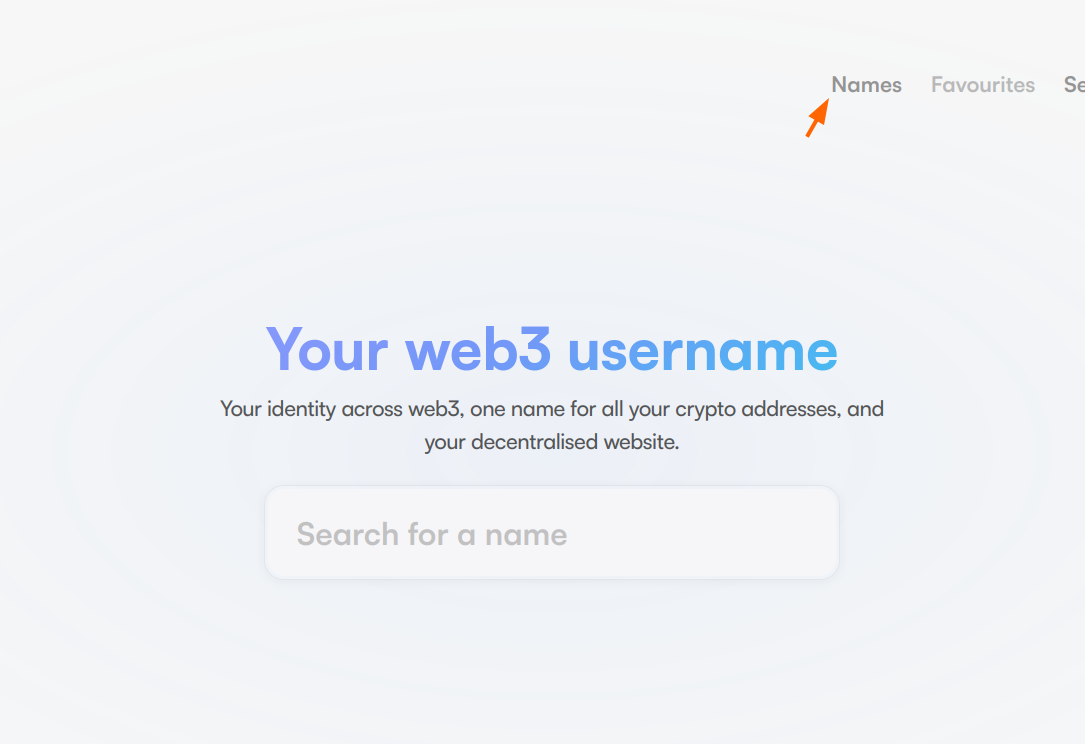 Names Favourites Se
Your web3 username
Your identity across web3, one name for all your crypto addresses, and
your decentralised website.
Search for a name